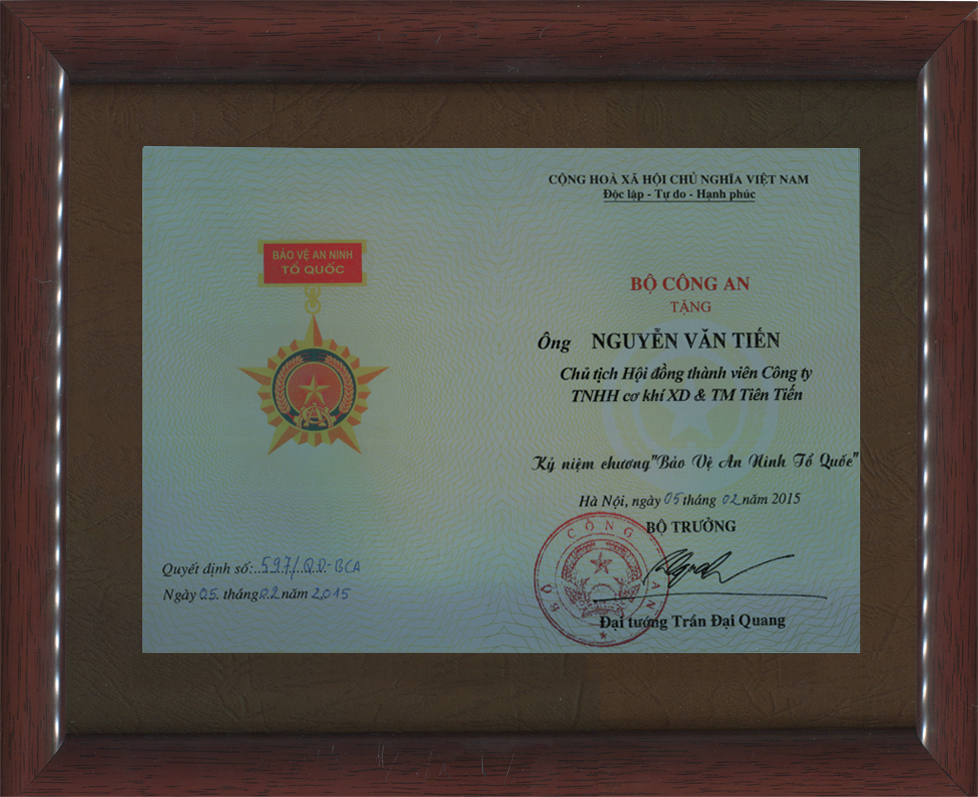 BẢO VỆ AN NINH
TỔ QUỐC
Quyết định số:..597/QĐ-BCA
Ngày 05. tháng 02 năm 2015
CỘNG HOÀ XÃ HỘI CHỦ NGHĨA VIỆT NAM
Độc lập - Tự do - Hạnh phúc
BỘ CÔNG AN
TẶNG
Ông NGUYỄN VĂN TIẾN
Chủ tịch Hội đồng thành viên Công ty
TNHH cơ khí XD & TM Tiên Tiến
Kỷ niệm chương "Bảo Vệ An Ninh Tổ Quốc"
Hà Nội, ngày 05 tháng 02 năm 2015
BỘ TRƯỞNG
BỘ CÔNG AN
Đại tướng Trần Đại Quang